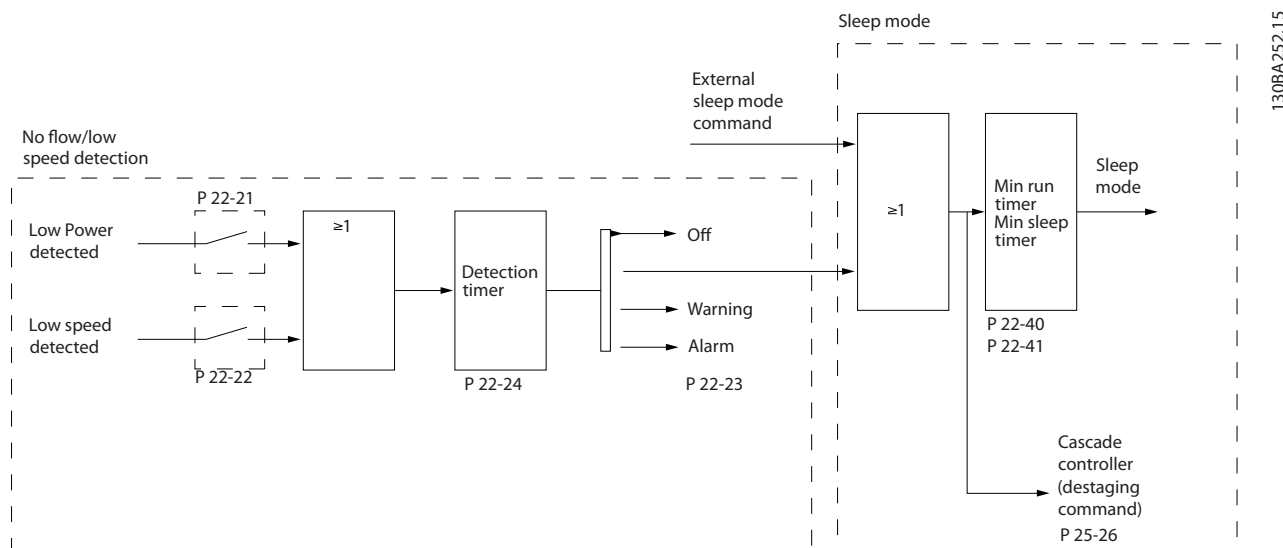 Sleep mode
130BA252.15
External
sleep mode
command
No flow/low
speed detection
P 22-21
Low Power
detected
≥1
Detection
timer
Off
Warning
Alarm
Low speed
detected
P 22-22
P 22-24
P 22-23
≥1
Min run
timer
Min sleep
timer
Sleep
mode
P 22-40
P 22-41
Cascade
controller
(destaging
command)
P 25-26